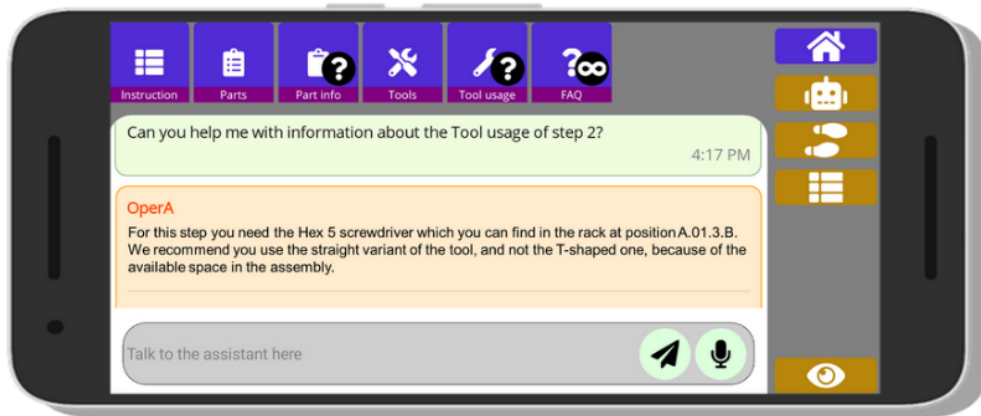 Instruction
Parts
Part info
Tools
Tool usage
FAQ
Can you help me with information about the Tool usage of step 2?
4:17 PM
OperA
For this step you need the Hex 5 screwdriver which you can find in the rack at position A.01.3.B.
We recommend you use the straight variant of the tool, and not the T-shaped one, because of the
available space in the assembly.
Talk to the assistant here